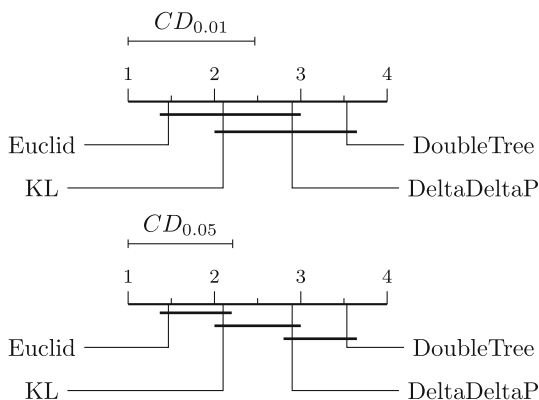 CD0.01
1 2 3 4
Euclid DoubleTree
KL DeltaDeltaP
CD0.05
1 2 3 4
Euclid DoubleTree
KL DeltaDeltaP